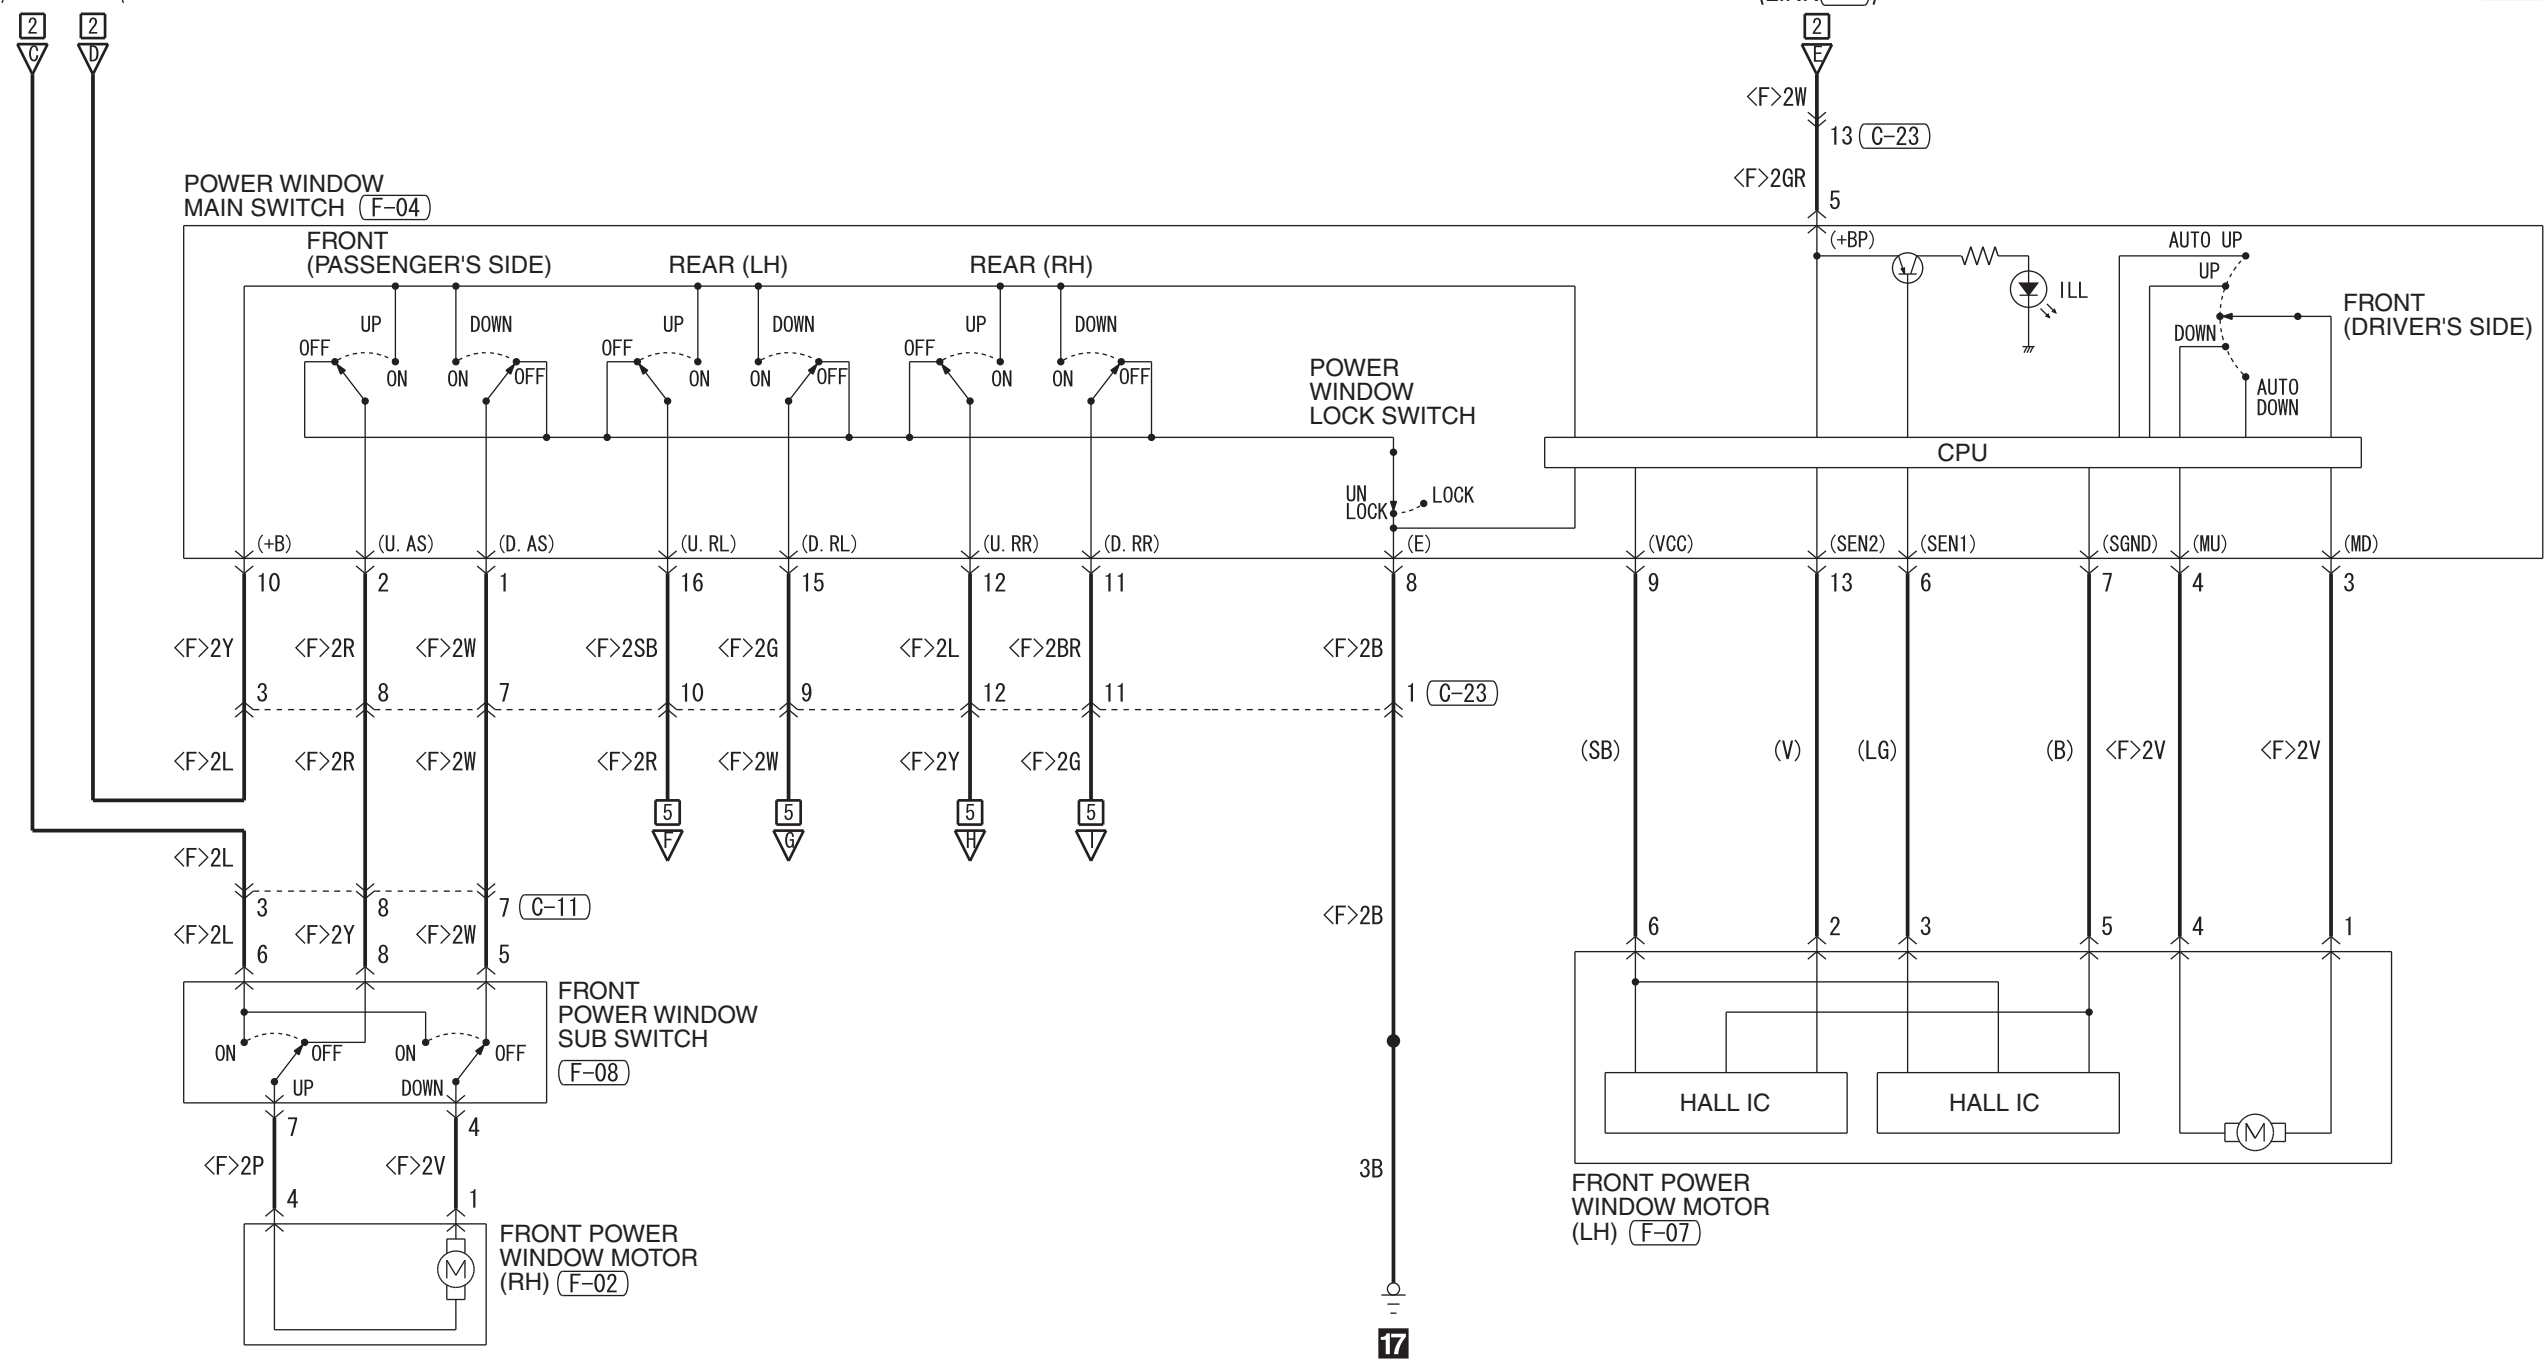 2 2 2
C D E
<F>2W
13 C-23
<F>2GR
5
POWER WINDOW
MAIN SWITCH F-04
FRONT
(PASSENGER'S SIDE) REAR (LH) REAR (RH)
(+BP) AUTO UP
UP
ILL
FRONT
(DRIVER'S SIDE)
DOWN
AUTO
DOWN
UP DOWN UP DOWN UP DOWN
OFF OFF OFF
ON ON OFF ON ON OFF ON ON OFF
POWER
WINDOW
LOCK SWITCH
CPU
UN
LOCK LOCK
(+B) (U.AS) (D.AS) (U.RL) (D.RL) (U.RR) (D.RR) (E) (VCC) (SEN2) (SEN1) (SGND) (MU) (MD)
10 2 1 16 15 12 11 8 9 13 6 7 4 3
<F>2Y <F>2R <F>2W <F>2SB <F>2G <F>2L <F>2BR <F>2B
3 8 7 10 9 12 11 1 C-23
<F>2L <F>2R <F>2W <F>2R <F>2W <F>2Y <F>2G
(SB) (V) (LG) (B) <F>2V <F>2V
5 5 5 5
F G H I
<F>2L
3 8 7 C-11
<F>2L <F>2Y <F>2W <F>2B
6 8 5 6 2 3 5 4 1
FRONT
POWER WINDOW
SUB SWITCH
F-08
ON OFF ON OFF
UP DOWN
HALL IC HALL IC M
7 4
<F>2P <F>2V 3B
4 1
M
FRONT POWER
WINDOW MOTOR
(RH) F-02
FRONT POWER
WINDOW MOTOR
(LH) F-07
17